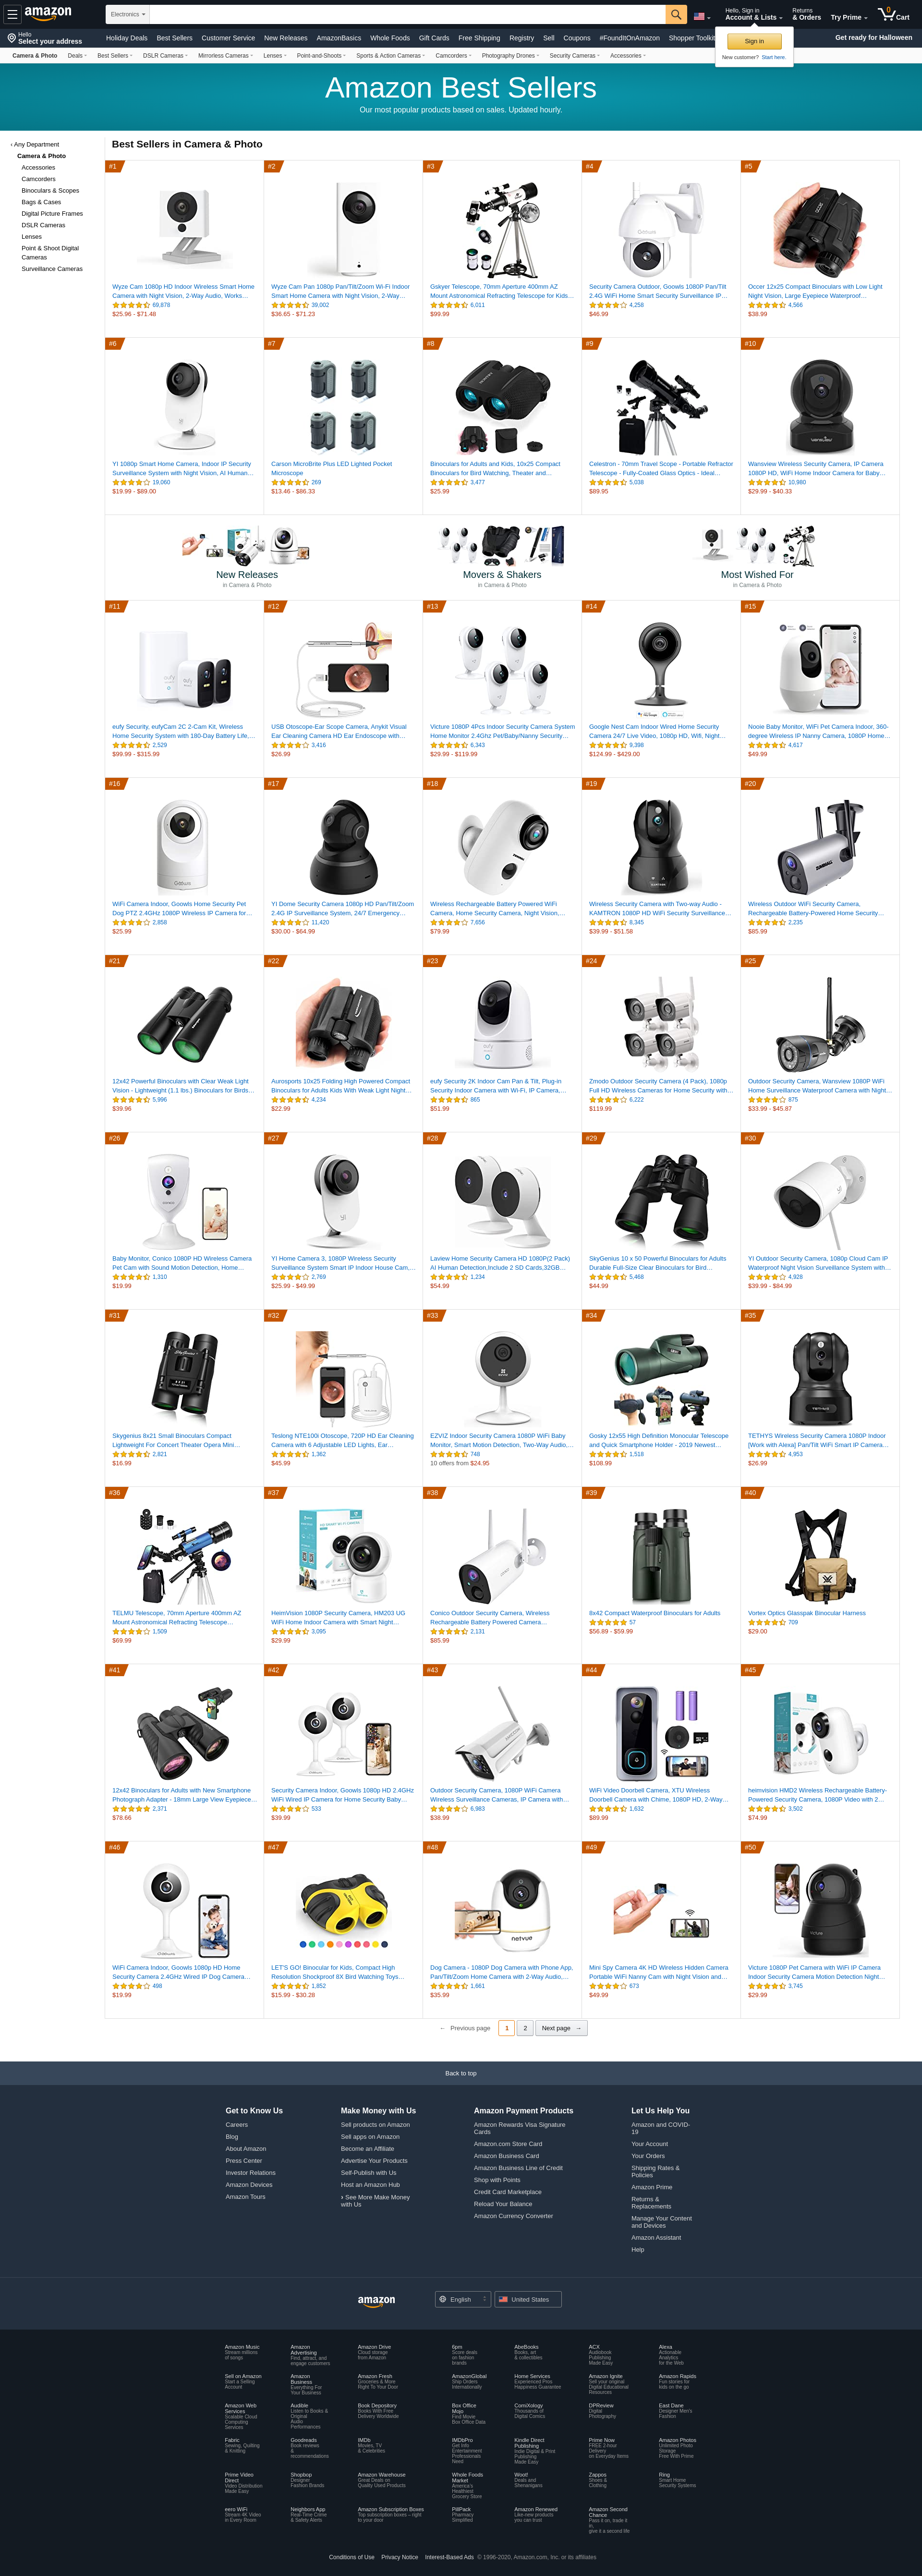 amazon
Electronics
Hello, Sign in
Account & Lists
Returns
& Orders
Try Prime
0
Cart
Hello
Select your address
Holiday Deals
Best Sellers
Customer Service
New Releases
AmazonBasics
Whole Foods
Gift Cards
Free Shipping
Registry
Sell
Coupons
#FoundItOnAmazon
Shopper Toolkit
Get ready for Halloween
Sign in
New customer? Start here.
Camera & Photo
Deals
Best Sellers
DSLR Cameras
Mirrorless Cameras
Lenses
Point-and-Shoots
Sports & Action Cameras
Camcorders
Photography Drones
Security Cameras
Accessories
Amazon Best Sellers
Our most popular products based on sales. Updated hourly.
‹ Any Department
Camera & Photo
Accessories
Camcorders
Binoculars & Scopes
Bags & Cases
Digital Picture Frames
DSLR Cameras
Lenses
Point & Shoot Digital
Cameras
Surveillance Cameras
Best Sellers in Camera & Photo
#1
Wyze Cam 1080p HD Indoor Wireless Smart Home
Camera with Night Vision, 2-Way Audio, Works…
69,878
$25.96 - $71.48
#2
Wyze Cam Pan 1080p Pan/Tilt/Zoom Wi-Fi Indoor
Smart Home Camera with Night Vision, 2-Way…
39,002
$36.65 - $71.23
#3
Gskyer Telescope, 70mm Aperture 400mm AZ
Mount Astronomical Refracting Telescope for Kids…
6,011
$99.99
#4
Security Camera Outdoor, Goowls 1080P Pan/Tilt
2.4G WiFi Home Smart Security Surveillance IP…
4,258
$46.99
#5
Occer 12x25 Compact Binoculars with Low Light
Night Vision, Large Eyepiece Waterproof…
4,566
$38.99
#6
YI 1080p Smart Home Camera, Indoor IP Security
Surveillance System with Night Vision, AI Human…
19,060
$19.99 - $89.00
#7
Carson MicroBrite Plus LED Lighted Pocket
Microscope
269
$13.46 - $86.33
#8
Binoculars for Adults and Kids, 10x25 Compact
Binoculars for Bird Watching, Theater and…
3,477
$25.99
#9
Celestron - 70mm Travel Scope - Portable Refractor
Telescope - Fully-Coated Glass Optics - Ideal…
5,038
$89.95
#10
Wansview Wireless Security Camera, IP Camera
1080P HD, WiFi Home Indoor Camera for Baby…
10,980
$29.99 - $40.33
New Releases
in Camera & Photo
Movers & Shakers
in Camera & Photo
Most Wished For
in Camera & Photo
#11
eufy Security, eufyCam 2C 2-Cam Kit, Wireless
Home Security System with 180-Day Battery Life,…
2,529
$99.99 - $315.99
#12
USB Otoscope-Ear Scope Camera, Anykit Visual
Ear Cleaning Camera HD Ear Endoscope with…
3,416
$26.99
#13
Victure 1080P 4Pcs Indoor Security Camera System
Home Monitor 2.4Ghz Pet/Baby/Nanny Security…
6,343
$29.99 - $119.99
#14
Google Nest Cam Indoor Wired Home Security
Camera 24/7 Live Video, 1080p HD, Wifi, Night…
9,398
$124.99 - $429.00
#15
Nooie Baby Monitor, WiFi Pet Camera Indoor, 360-
degree Wireless IP Nanny Camera, 1080P Home…
4,617
$49.99
#16
WiFi Camera Indoor, Goowls Home Security Pet
Dog PTZ 2.4GHz 1080P Wireless IP Camera for…
2,858
$25.99
#17
YI Dome Security Camera 1080p HD Pan/Tilt/Zoom
2.4G IP Surveillance System, 24/7 Emergency…
11,420
$30.00 - $64.99
#18
Wireless Rechargeable Battery Powered WiFi
Camera, Home Security Camera, Night Vision,…
7,656
$79.99
#19
Wireless Security Camera with Two-way Audio -
KAMTRON 1080P HD WiFi Security Surveillance…
8,345
$39.99 - $51.58
#20
Wireless Outdoor WiFi Security Camera,
Rechargeable Battery-Powered Home Security…
2,235
$85.99
#21
12x42 Powerful Binoculars with Clear Weak Light
Vision - Lightweight (1.1 lbs.) Binoculars for Birds…
5,996
$39.96
#22
Aurosports 10x25 Folding High Powered Compact
Binoculars for Adults Kids With Weak Light Night…
4,234
$22.99
#23
eufy Security 2K Indoor Cam Pan & Tilt, Plug-in
Security Indoor Camera with Wi-Fi, IP Camera,…
865
$51.99
#24
Zmodo Outdoor Security Camera (4 Pack), 1080p
Full HD Wireless Cameras for Home Security with…
6,222
$119.99
#25
Outdoor Security Camera, Wansview 1080P WiFi
Home Surveillance Waterproof Camera with Night…
875
$33.99 - $45.87
#26
Baby Monitor, Conico 1080P HD Wireless Camera
Pet Cam with Sound Motion Detection, Home…
1,310
$19.99
#27
YI Home Camera 3, 1080P Wireless Security
Surveillance System Smart IP Indoor House Cam,…
2,769
$25.99 - $49.99
#28
Laview Home Security Camera HD 1080P(2 Pack)
AI Human Detection,Include 2 SD Cards,32GB…
1,234
$54.99
#29
SkyGenius 10 x 50 Powerful Binoculars for Adults
Durable Full-Size Clear Binoculars for Bird…
5,468
$44.99
#30
YI Outdoor Security Camera, 1080p Cloud Cam IP
Waterproof Night Vision Surveillance System with…
4,928
$39.99 - $84.99
#31
Skygenius 8x21 Small Binoculars Compact
Lightweight For Concert Theater Opera Mini…
2,821
$16.99
#32
Teslong NTE100i Otoscope, 720P HD Ear Cleaning
Camera with 6 Adjustable LED Lights, Ear…
1,362
$45.99
#33
EZVIZ Indoor Security Camera 1080P WiFi Baby
Monitor, Smart Motion Detection, Two-Way Audio,…
748
10 offers from $24.95
#34
Gosky 12x55 High Definition Monocular Telescope
and Quick Smartphone Holder - 2019 Newest…
1,518
$108.99
#35
TETHYS Wireless Security Camera 1080P Indoor
[Work with Alexa] Pan/Tilt WiFi Smart IP Camera…
4,953
$26.99
#36
TELMU Telescope, 70mm Aperture 400mm AZ
Mount Astronomical Refracting Telescope…
1,509
$69.99
#37
HeimVision 1080P Security Camera, HM203 UG
WiFi Home Indoor Camera with Smart Night…
3,095
$29.99
#38
Conico Outdoor Security Camera, Wireless
Rechargeable Battery Powered Camera…
2,131
$85.99
#39
8x42 Compact Waterproof Binoculars for Adults
57
$56.89 - $59.99
#40
Vortex Optics Glasspak Binocular Harness
709
$29.00
#41
12x42 Binoculars for Adults with New Smartphone
Photograph Adapter - 18mm Large View Eyepiece…
2,371
$78.66
#42
Security Camera Indoor, Goowls 1080p HD 2.4GHz
WiFi Wired IP Camera for Home Security Baby…
533
$39.99
#43
Outdoor Security Camera, 1080P WiFi Camera
Wireless Surveillance Cameras, IP Camera with…
6,983
$38.99
#44
WiFi Video Doorbell Camera, XTU Wireless
Doorbell Camera with Chime, 1080P HD, 2-Way…
1,632
$89.99
#45
heimvision HMD2 Wireless Rechargeable Battery-
Powered Security Camera, 1080P Video with 2…
3,502
$74.99
#46
WiFi Camera Indoor, Goowls 1080p HD Home
Security Camera 2.4GHz Wired IP Dog Camera…
498
$19.99
#47
LET'S GO! Binocular for Kids, Compact High
Resolution Shockproof 8X Bird Watching Toys…
1,852
$15.99 - $30.28
#48
netvue
Dog Camera - 1080P Dog Camera with Phone App,
Pan/Tilt/Zoom Home Camera with 2-Way Audio,…
1,661
$35.99
#49
Mini Spy Camera 4K HD Wireless Hidden Camera
Portable WiFi Nanny Cam with Night Vision and…
673
$49.99
#50
Victure 1080P Pet Camera with WiFi IP Camera
Indoor Security Camera Motion Detection Night…
3,745
$29.99
← Previous page
1
2
Next page →
Back to top
Get to Know Us
Careers
Blog
About Amazon
Press Center
Investor Relations
Amazon Devices
Amazon Tours
Make Money with Us
Sell products on Amazon
Sell apps on Amazon
Become an Affiliate
Advertise Your Products
Self-Publish with Us
Host an Amazon Hub
› See More Make Money
with Us
Amazon Payment Products
Amazon Rewards Visa Signature
Cards
Amazon.com Store Card
Amazon Business Card
Amazon Business Line of Credit
Shop with Points
Credit Card Marketplace
Reload Your Balance
Amazon Currency Converter
Let Us Help You
Amazon and COVID-
19
Your Account
Your Orders
Shipping Rates &
Policies
Amazon Prime
Returns &
Replacements
Manage Your Content
and Devices
Amazon Assistant
Help
amazon
English
United States
Amazon Music
Stream millions
of songs
Amazon
Advertising
Find, attract, and
engage customers
Amazon Drive
Cloud storage
from Amazon
6pm
Score deals
on fashion
brands
AbeBooks
Books, art
& collectibles
ACX
Audiobook
Publishing
Made Easy
Alexa
Actionable
Analytics
for the Web
Sell on Amazon
Start a Selling
Account
Amazon
Business
Everything For
Your Business
Amazon Fresh
Groceries & More
Right To Your Door
AmazonGlobal
Ship Orders
Internationally
Home Services
Experienced Pros
Happiness Guarantee
Amazon Ignite
Sell your original
Digital Educational
Resources
Amazon Rapids
Fun stories for
kids on the go
Amazon Web
Services
Scalable Cloud
Computing
Services
Audible
Listen to Books &
Original
Audio
Performances
Book Depository
Books With Free
Delivery Worldwide
Box Office
Mojo
Find Movie
Box Office Data
ComiXology
Thousands of
Digital Comics
DPReview
Digital
Photography
East Dane
Designer Men's
Fashion
Fabric
Sewing, Quilting
& Knitting
Goodreads
Book reviews
&
recommendations
IMDb
Movies, TV
& Celebrities
IMDbPro
Get Info
Entertainment
Professionals
Need
Kindle Direct
Publishing
Indie Digital & Print
Publishing
Made Easy
Prime Now
FREE 2-hour
Delivery
on Everyday Items
Amazon Photos
Unlimited Photo
Storage
Free With Prime
Prime Video
Direct
Video Distribution
Made Easy
Shopbop
Designer
Fashion Brands
Amazon Warehouse
Great Deals on
Quality Used Products
Whole Foods
Market
America's
Healthiest
Grocery Store
Woot!
Deals and
Shenanigans
Zappos
Shoes &
Clothing
Ring
Smart Home
Security Systems
eero WiFi
Stream 4K Video
in Every Room
Neighbors App
Real-Time Crime
& Safety Alerts
Amazon Subscription Boxes
Top subscription boxes – right
to your door
PillPack
Pharmacy
Simplified
Amazon Renewed
Like-new products
you can trust
Amazon Second
Chance
Pass it on, trade it
in,
give it a second life
Conditions of Use
Privacy Notice
Interest-Based Ads
© 1996-2020, Amazon.com, Inc. or its affiliates